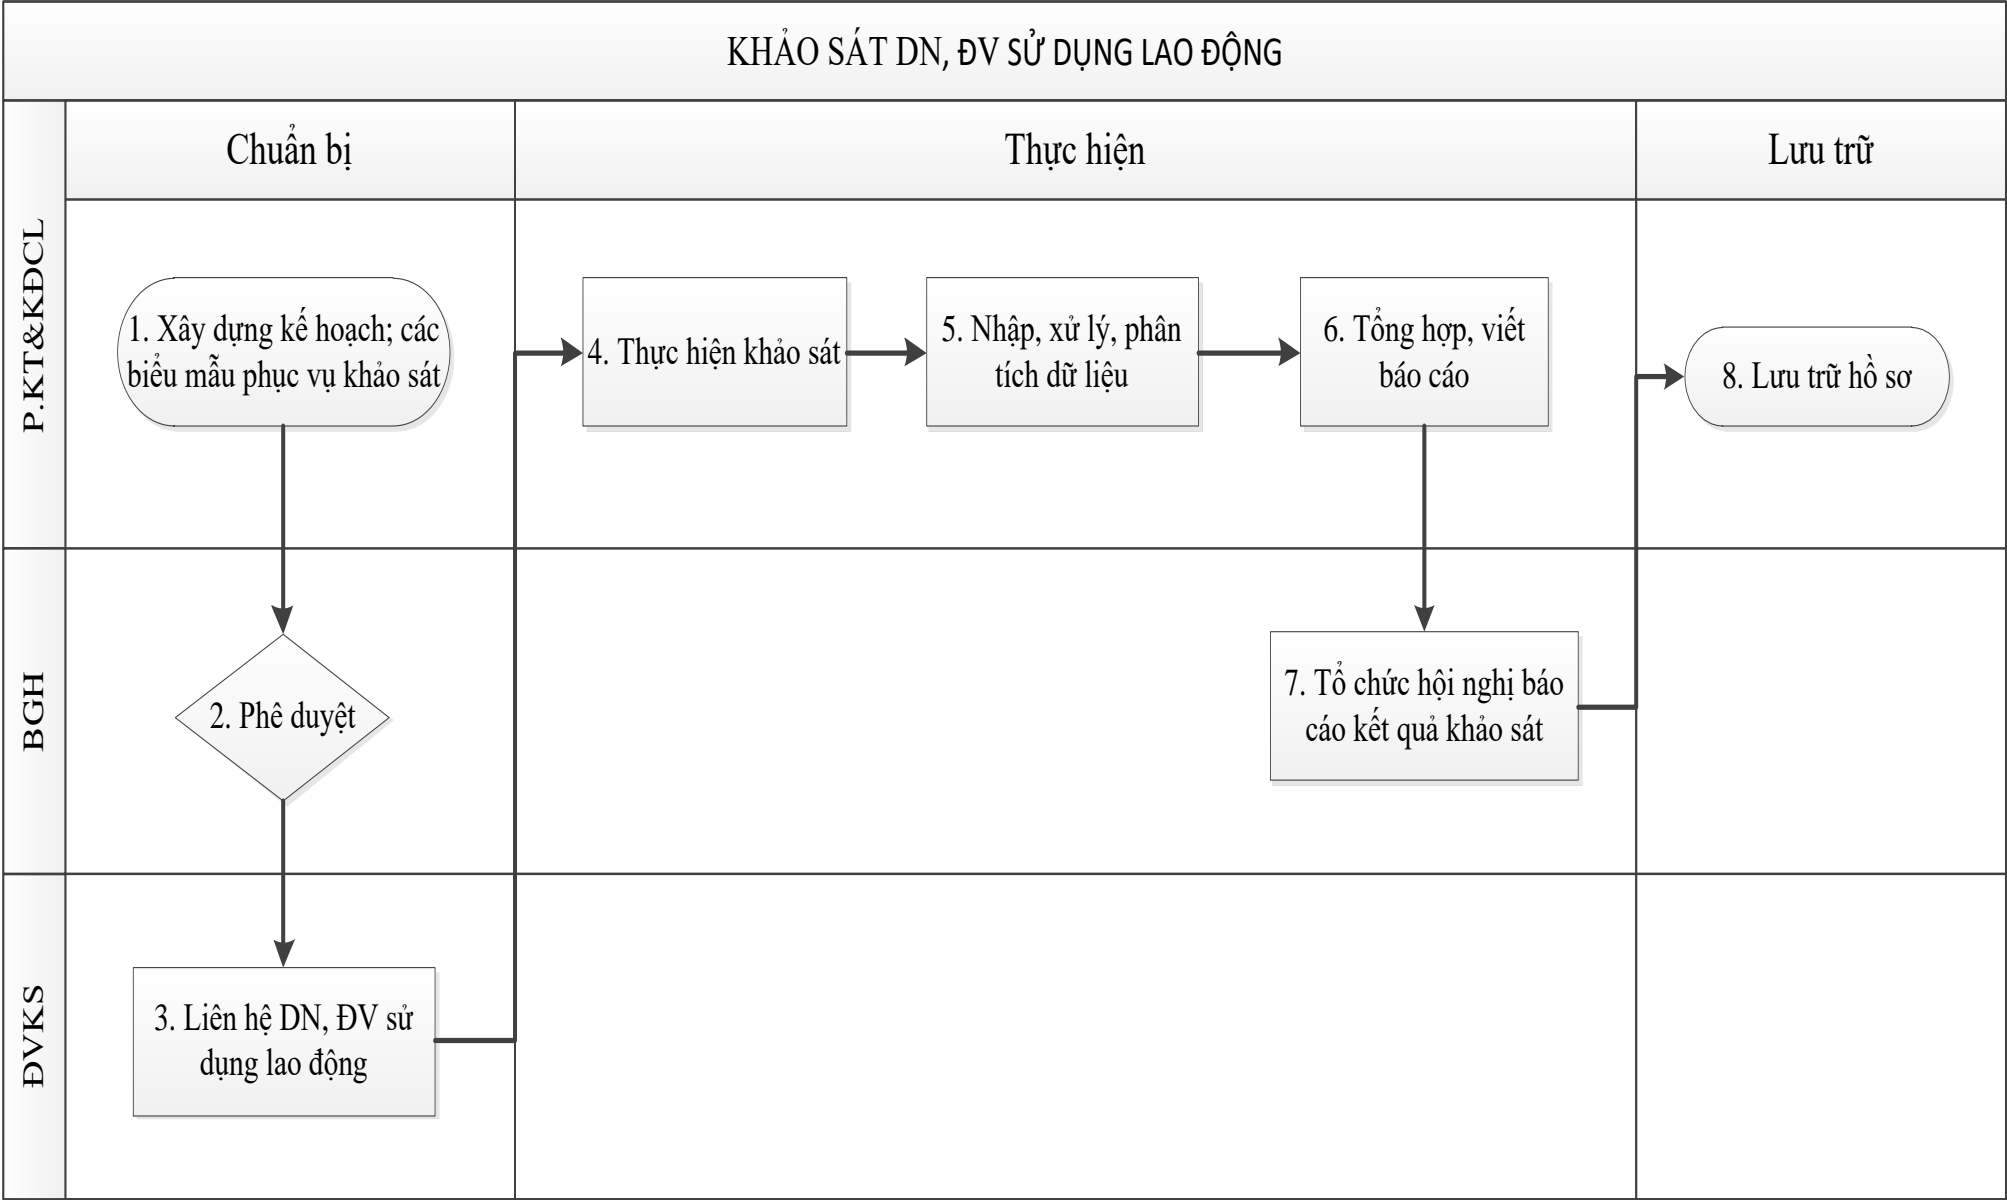 KHẢO SÁT DN, ĐV SỬ DỤNG LAO ĐỘNG
Chuẩn bị
Thực hiện
Lưu trữ
P.KT&KĐCL
1. Xây dựng kế hoạch; các
biểu mẫu phục vụ khảo sát
4. Thực hiện khảo sát
5. Nhập, xử lý, phân
tích dữ liệu
6. Tổng hợp, viết
báo cáo
8. Lưu trữ hồ sơ
BGH
2. Phê duyệt
7. Tổ chức hội nghị báo
cáo kết quả khảo sát
ĐVKS
3. Liên hệ DN, ĐV sử
dụng lao động